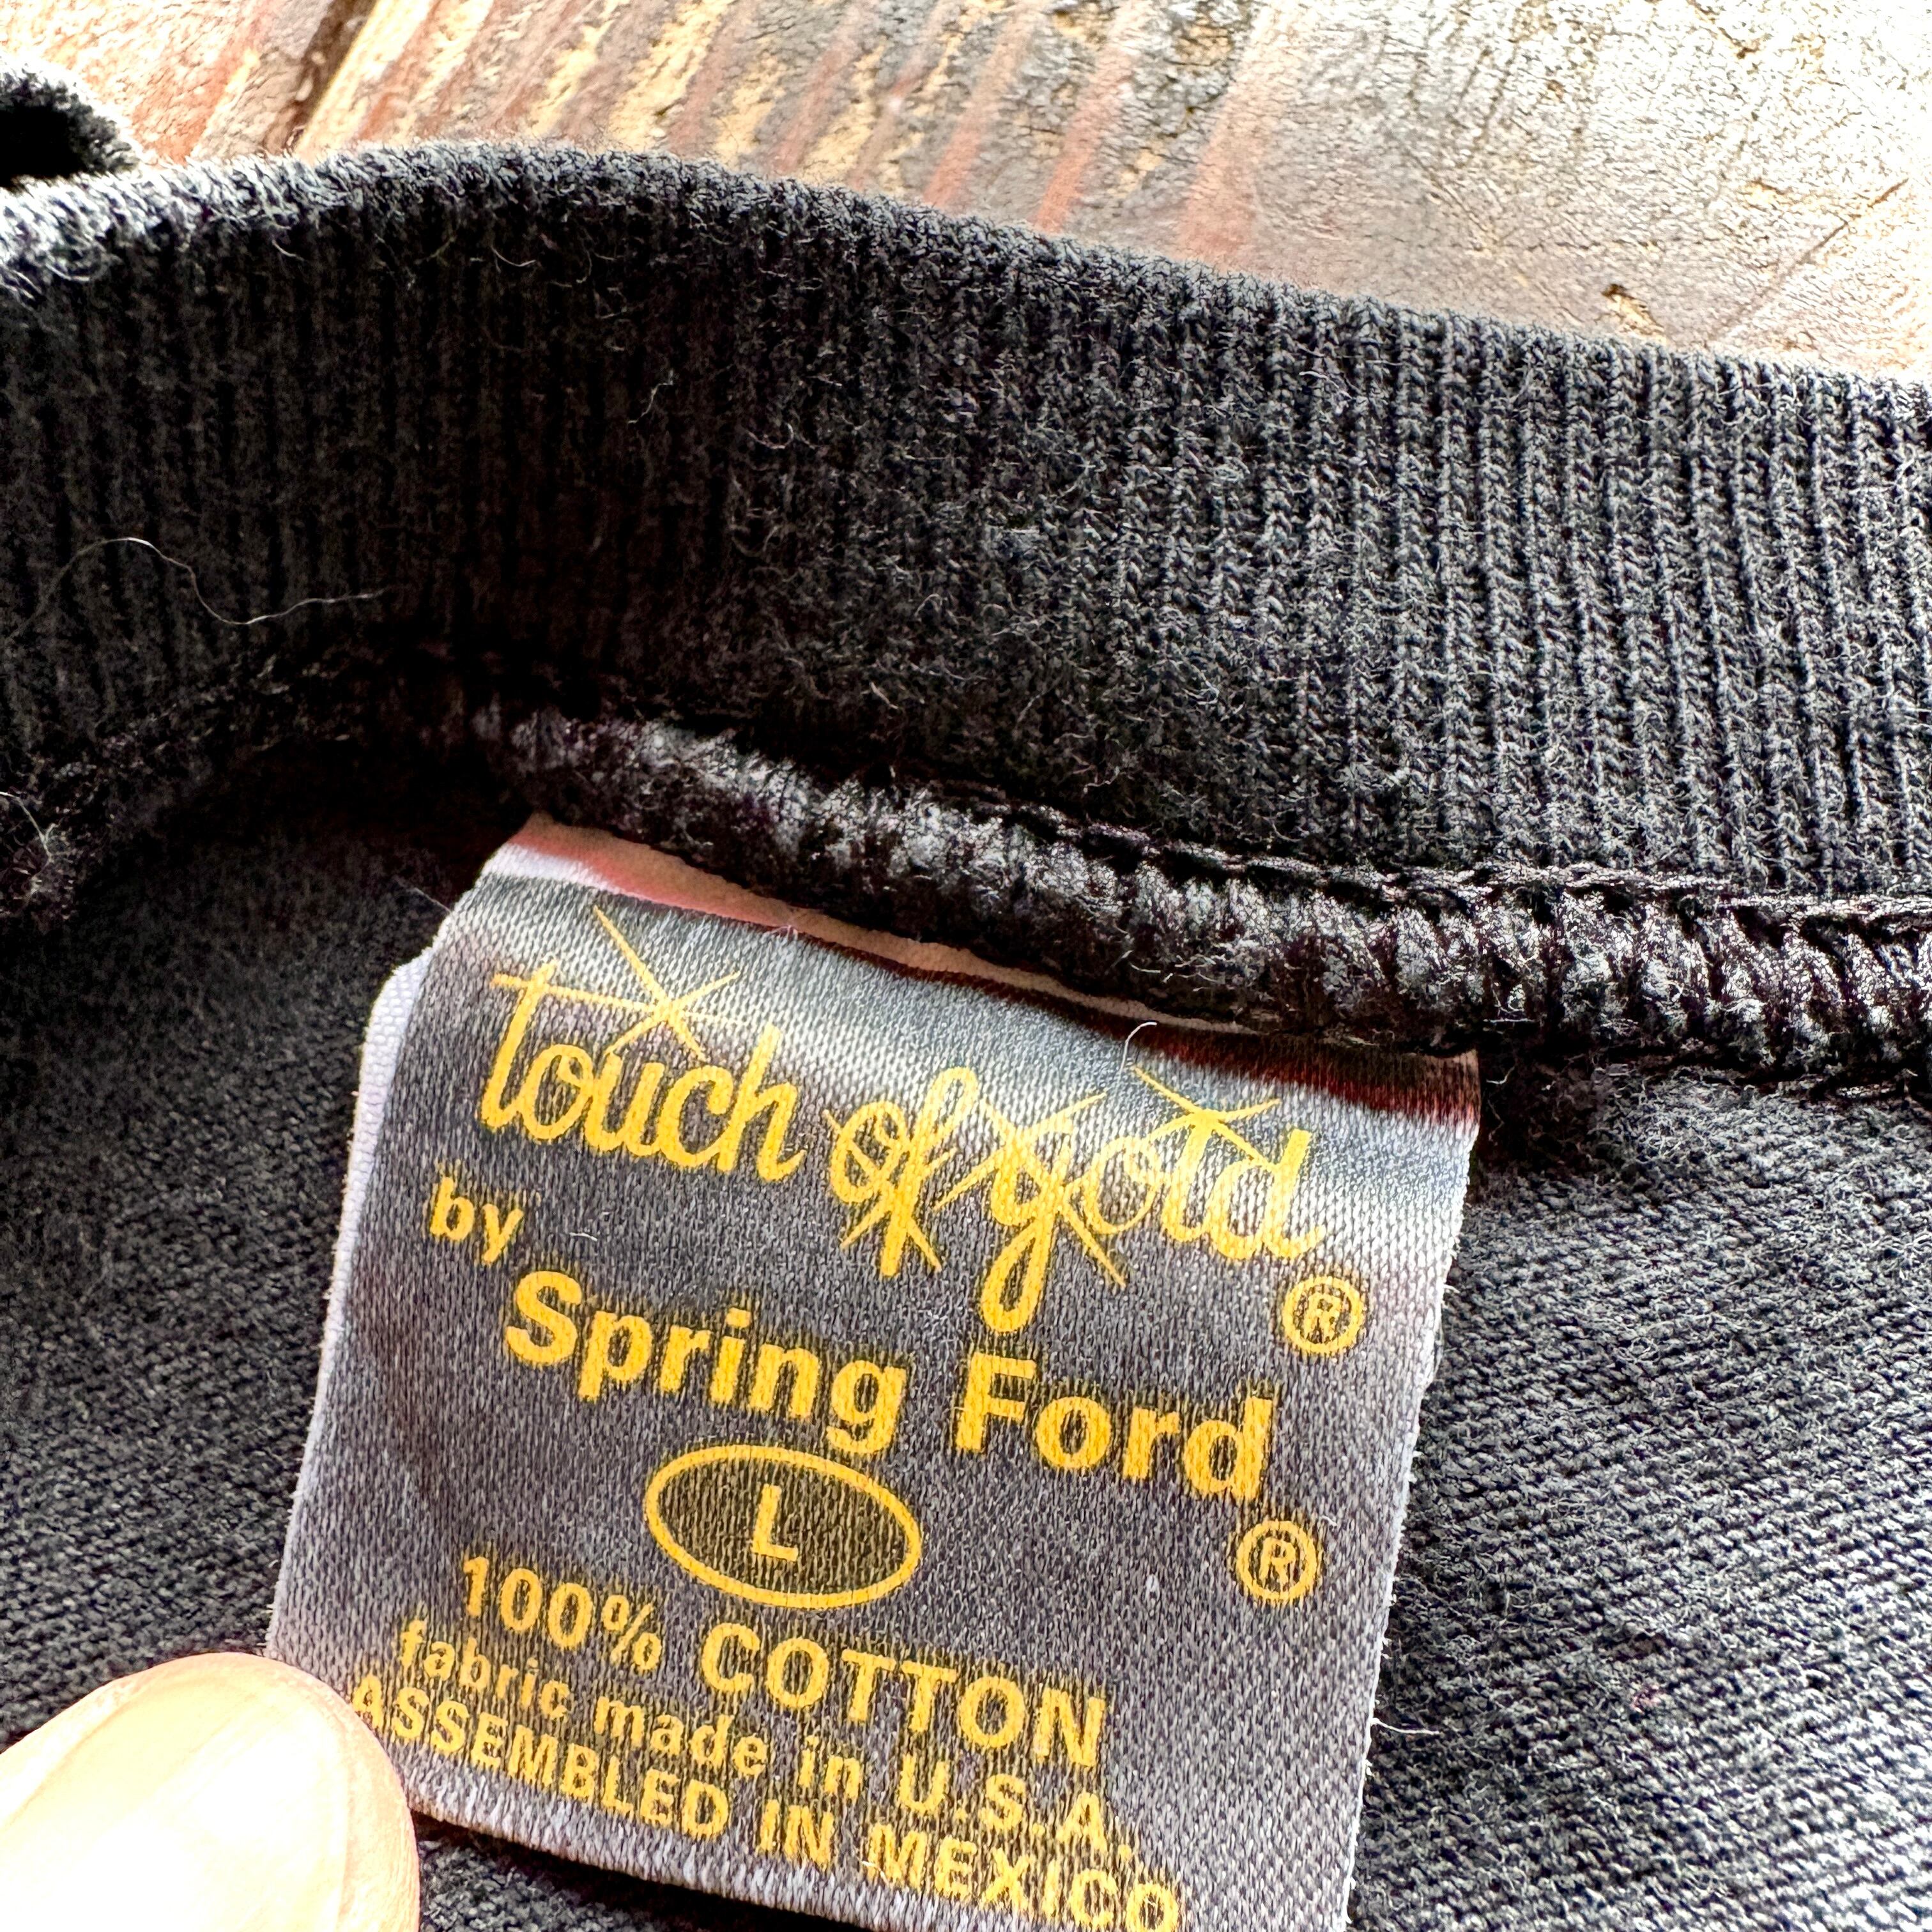 touch of gold®
by
Spring Ford®
L
100% COTTON
fabric made in U.S.A.
ASSEMBLED IN MEXICO